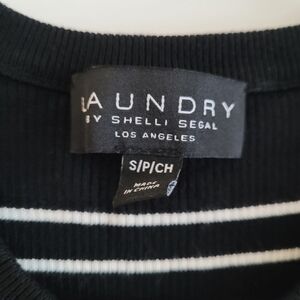 LAUNDRY
BY SHELLI SEGAL
LOS ANGELES
S/P/CH
MADE
IN CHINA